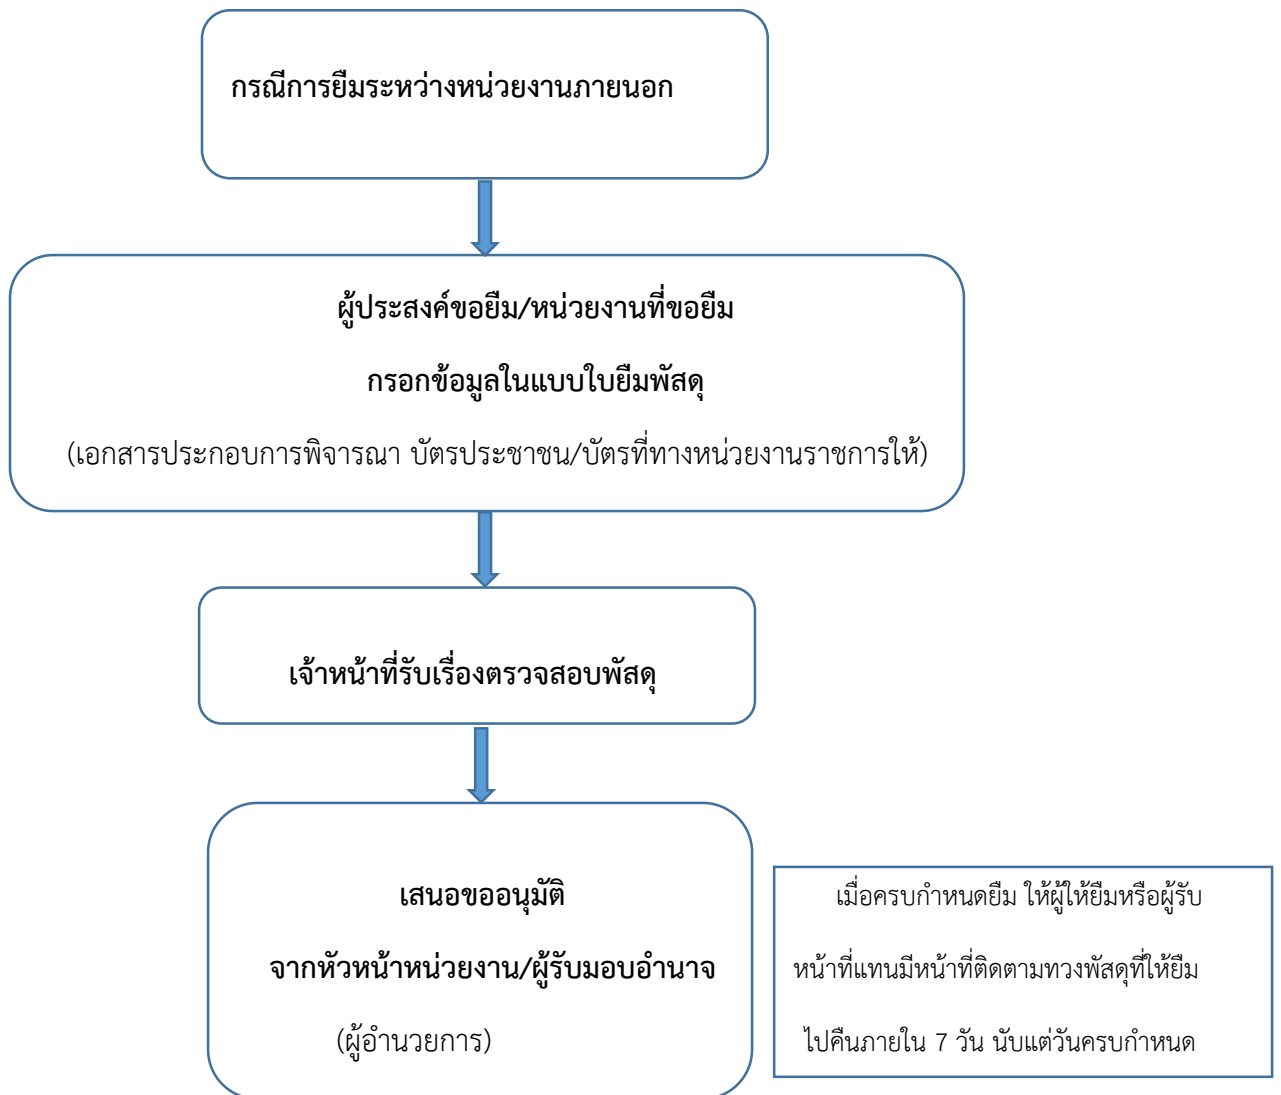 กรณีการยืมระหว่างหน่วยงานภายนอก
ผู้ประสงค์ขอยืม/หน่วยงานที่ขอยืม
กรอกข้อมูลในแบบใบยืมพัสดุ
(เอกสารประกอบการพิจารณา บัตรประชาชน/บัตรที่ทางหน่วยงานราชการให้)
เจ้าหน้าที่รับเรื่องตรวจสอบพัสดุ
เสนอขออนุมัติ
จากหัวหน้าหน่วยงาน/ผู้รับมอบอำนาจ
(ผู้อำนวยการ)
เมื่อครบกำหนดยืม ให้ผู้ให้ยืมหรือผู้รับ
หน้าที่แทนมีหน้าที่ติดตามทวงพัสดุที่ให้ยืม
ไปคืนภายใน 7 วัน นับแต่วันครบกำหนด